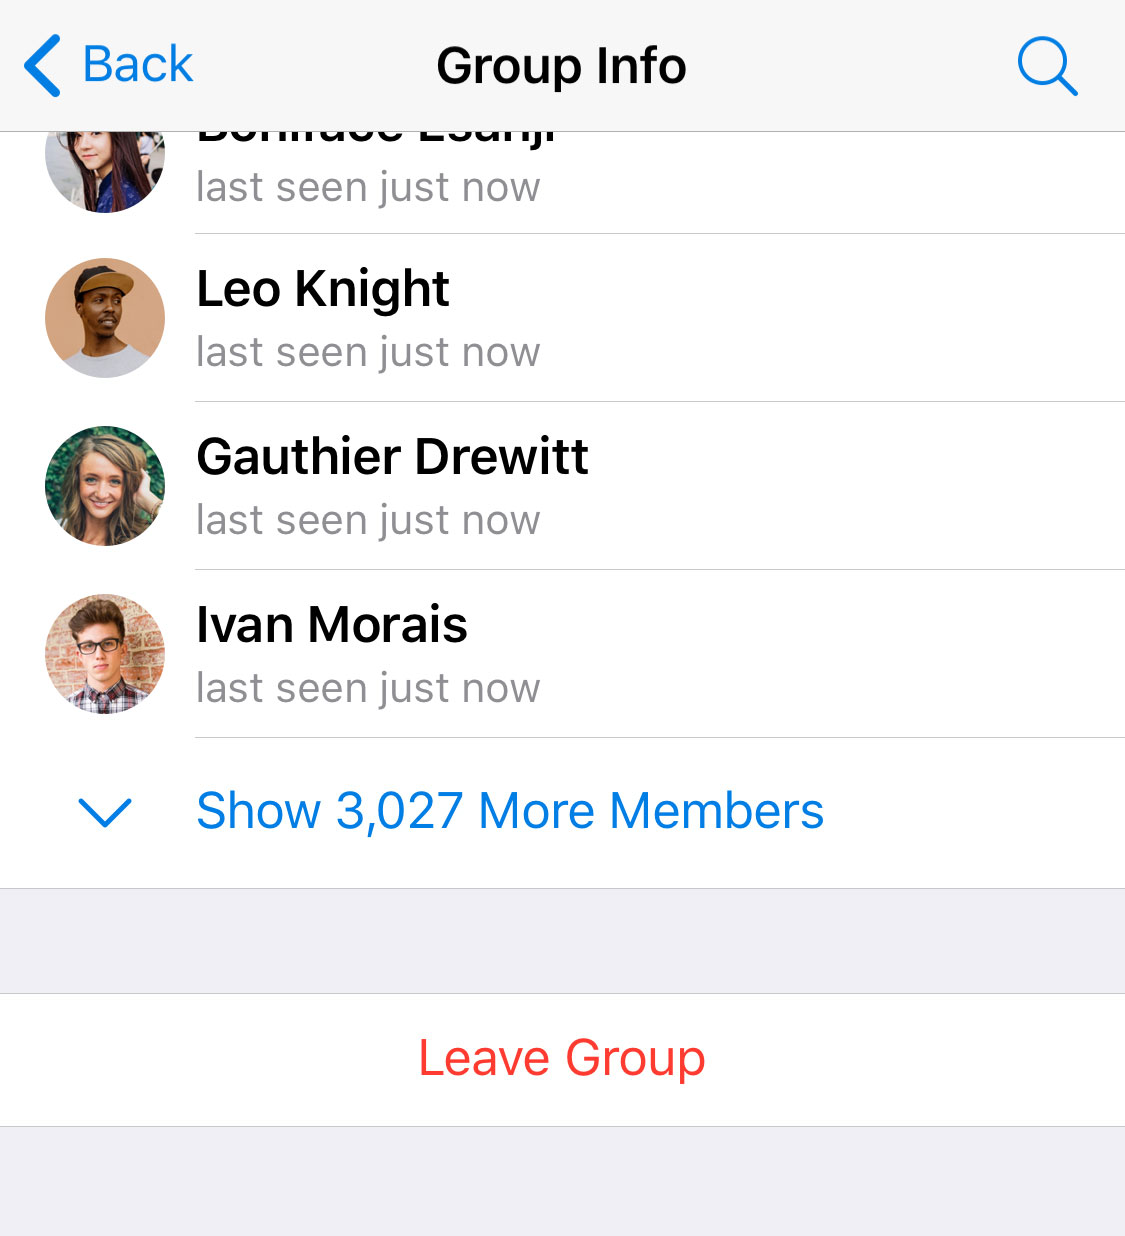 Back
Group Info
last seen just now
Leo Knight
last seen just now
Gauthier Drewitt
last seen just now
Ivan Morais
last seen just now
Show 3,027 More Members
Leave Group